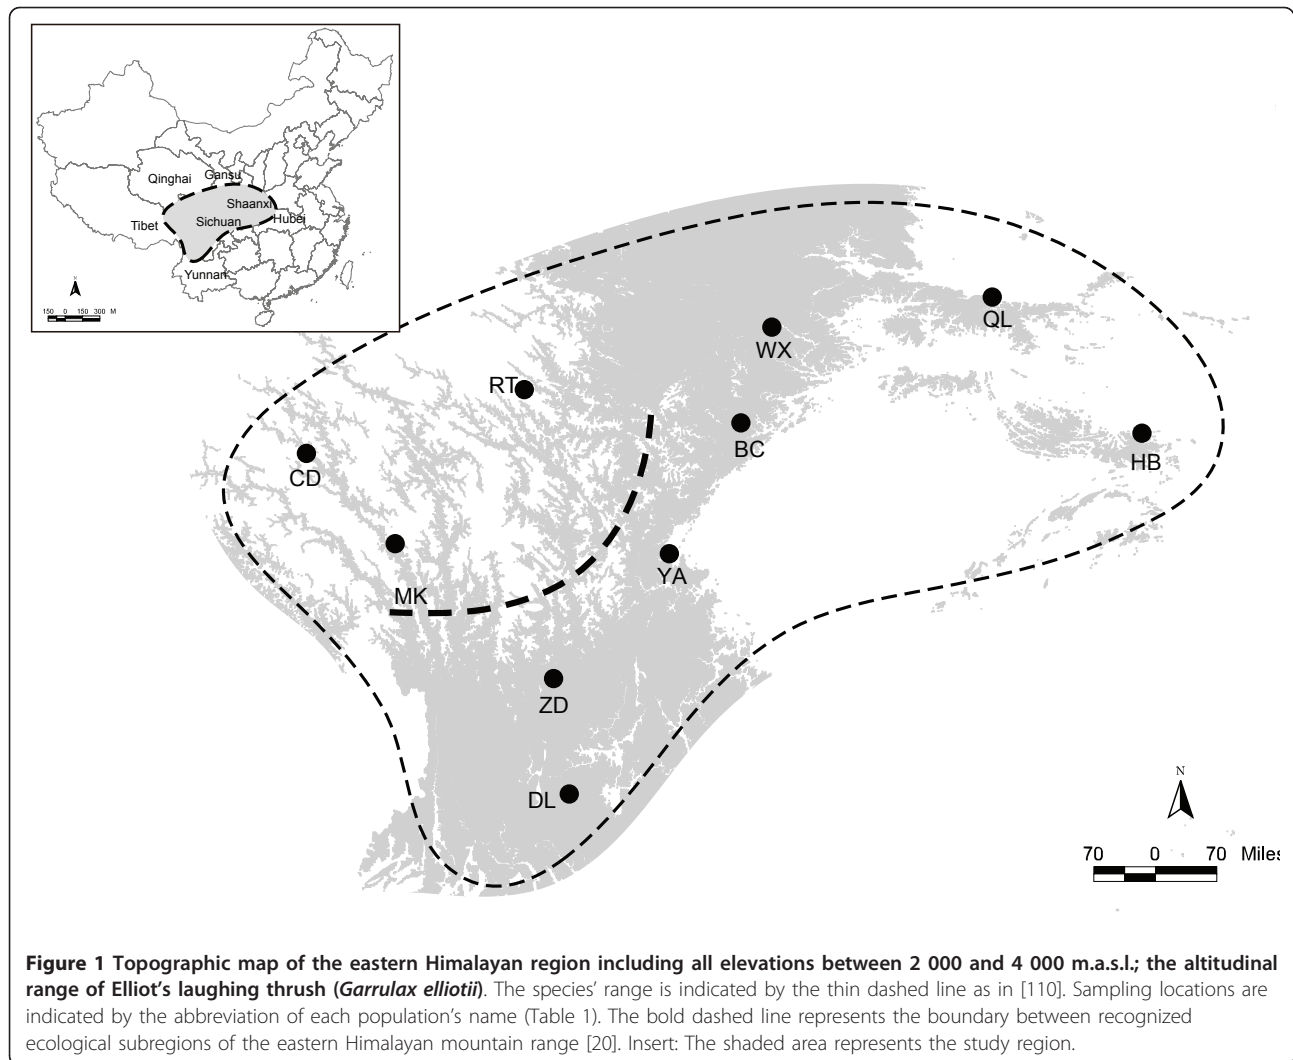 Qinghai
Gansu
Shaanxi
Tibet
Sichuan
Hubei
Yunnan
N
150 0 150 300 M
QL
WX
RT
BC
HB
CD
YA
MK
ZD
DL
N
70 0 70 Miles
Figure 1 Topographic map of the eastern Himalayan region including all elevations between 2 000 and 4 000 m.a.s.l.; the altitudinal
range of Elliot's laughing thrush (Garrulax elliotii). The species' range is indicated by the thin dashed line as in [110]. Sampling locations are
indicated by the abbreviation of each population's name (Table 1). The bold dashed line represents the boundary between recognized
ecological subregions of the eastern Himalayan mountain range [20]. Insert: The shaded area represents the study region.